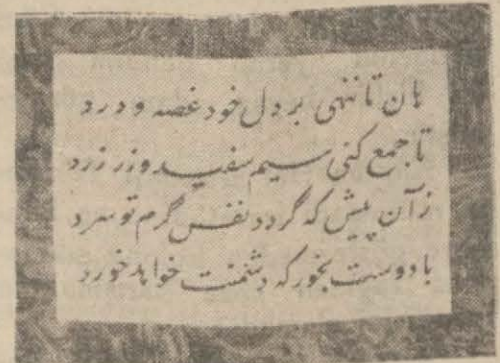 هان تا ننهی بر دل خود غصه و درد
تا جمع کنی سیم سفید و زر زرد
زآن پیش که گردد نفس گرم تو سرد
با دوست بخور که دشمنت خواهد خورد